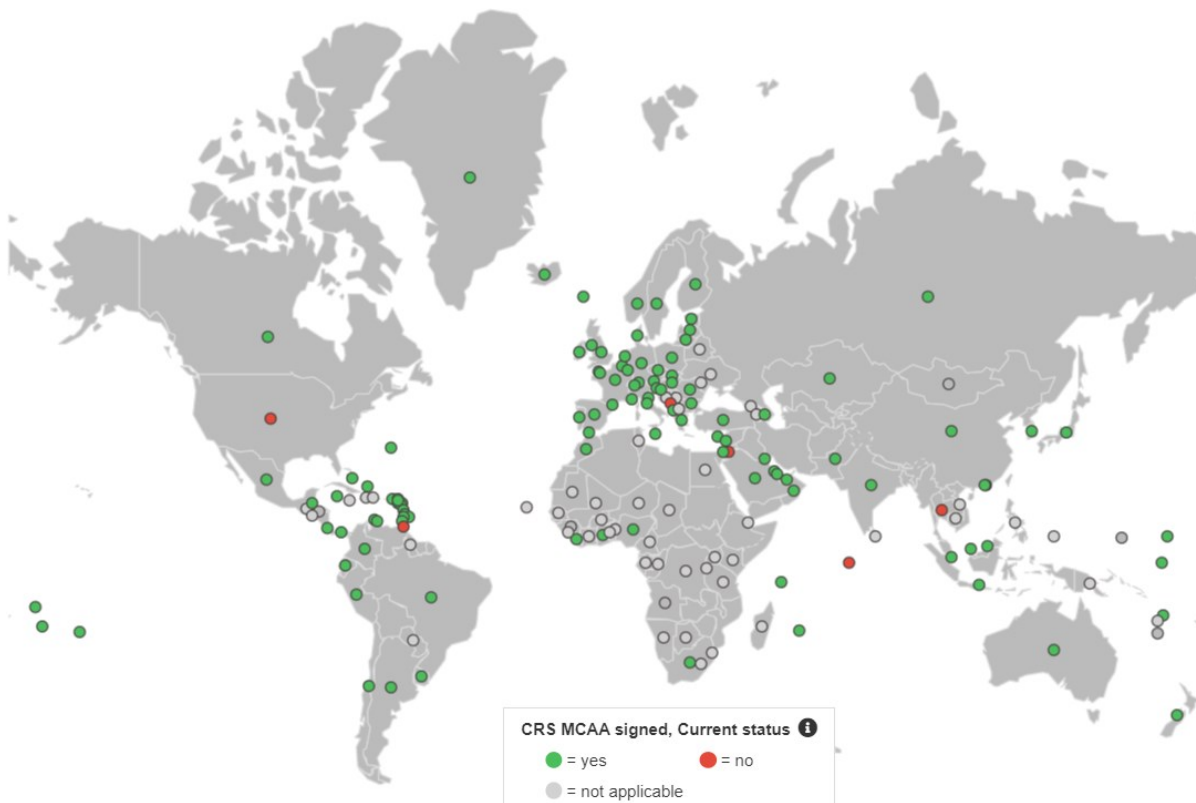 CRS MCAA signed, Current status
= yes
= no
= not applicable